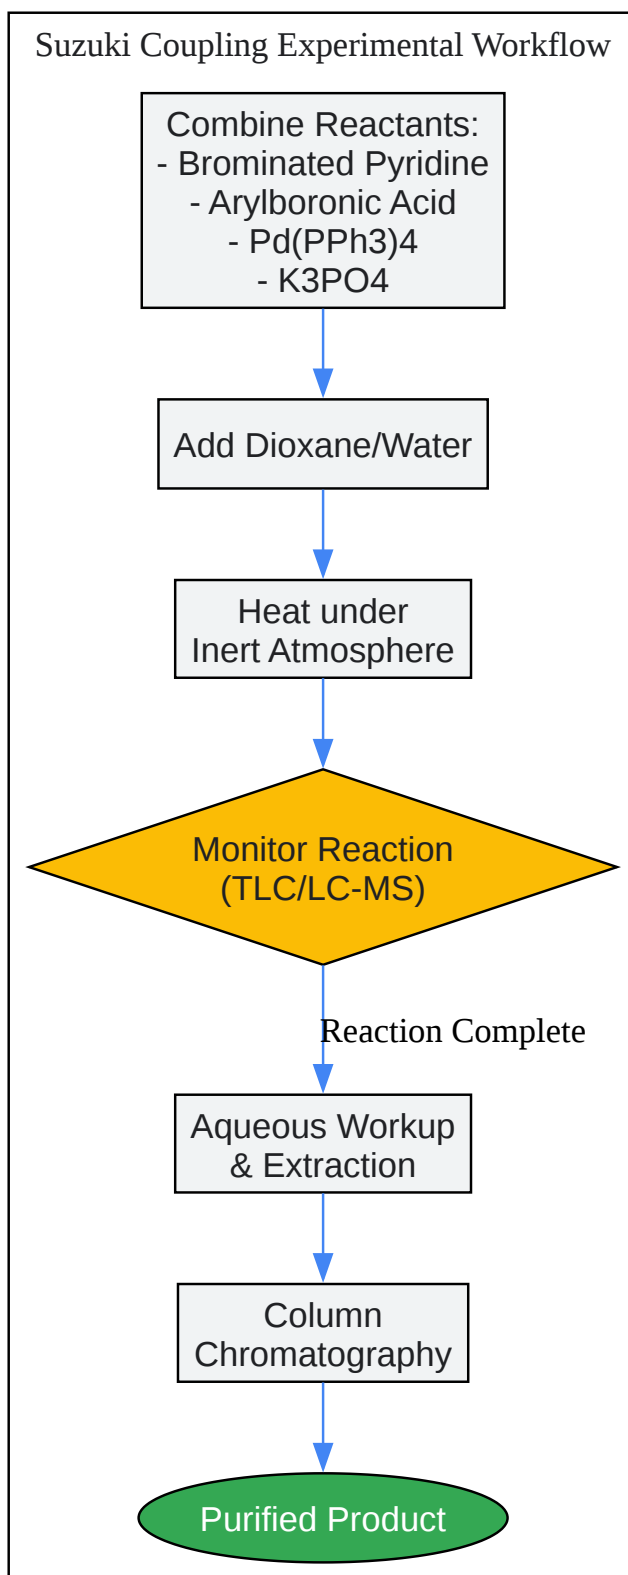 Suzuki Coupling Experimental Workflow
Combine Reactants:
- Brominated Pyridine
- Arylboronic Acid
- Pd(PPh3)4
- K3PO4
Add Dioxane/Water
Heat under
Inert Atmosphere
Monitor Reaction
(TLC/LC-MS)
Reaction Complete
Aqueous Workup
& Extraction
Column
Chromatography
Purified Product